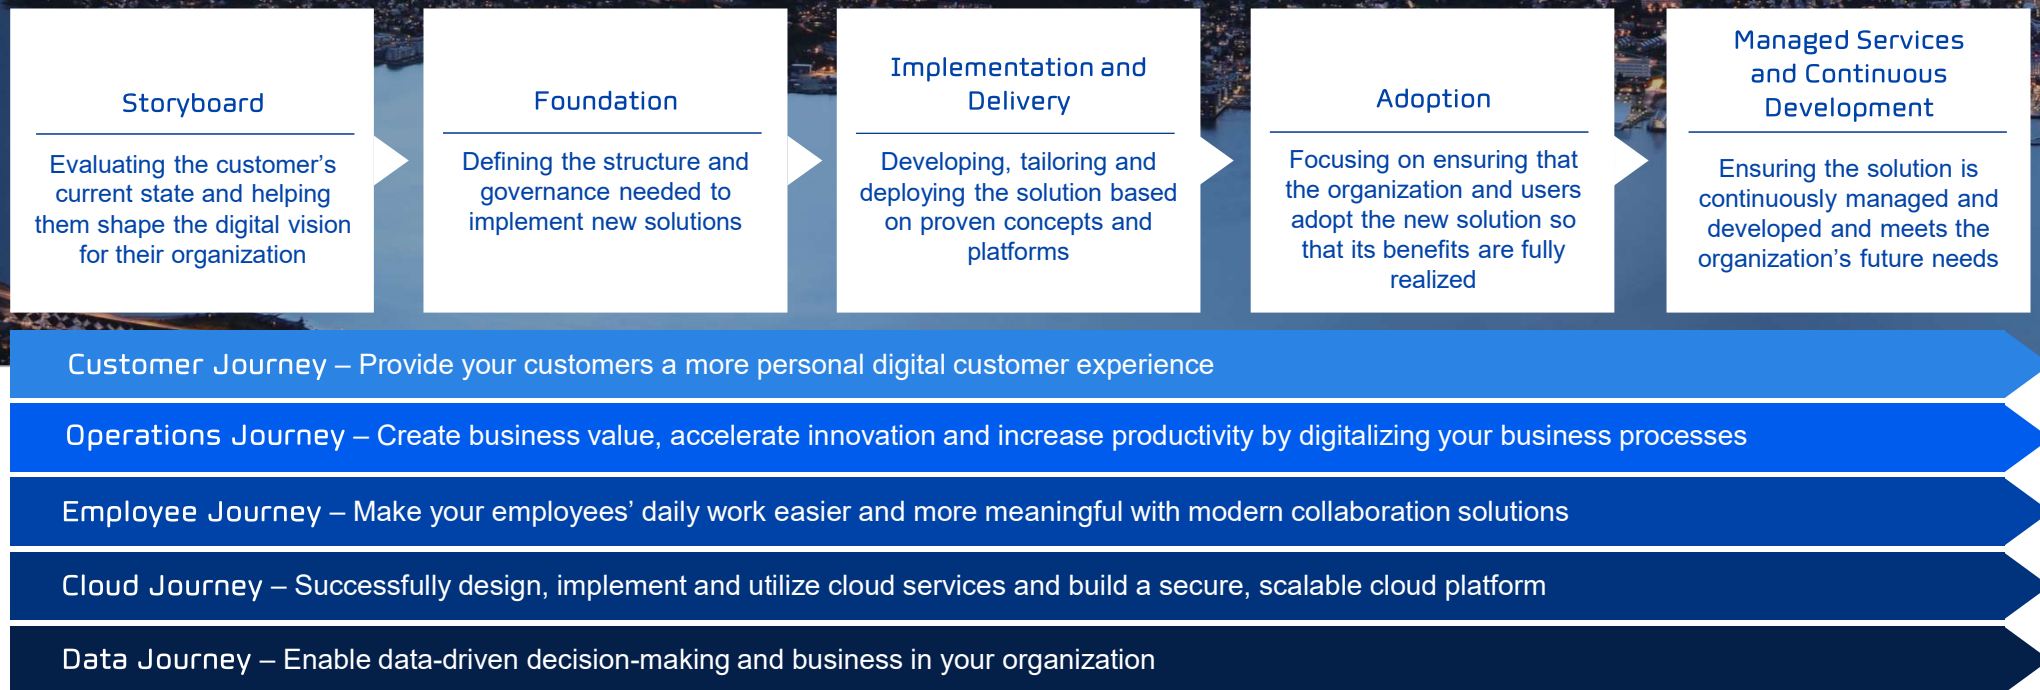 Storyboard
Evaluating the customer’s
current state and helping
them shape the digital vision
for their organization
Foundation
Defining the structure and
governance needed to
implement new solutions
Implementation and
Delivery
Developing, tailoring and
deploying the solution based
on proven concepts and
platforms
Adoption
Focusing on ensuring that
the organization and users
adopt the new solution so
that its benefits are fully
realized
Managed Services
and Continuous
Development
Ensuring the solution is
continuously managed and
developed and meets the
organization’s future needs
Customer Journey – Provide your customers a more personal digital customer experience
Operations Journey – Create business value, accelerate innovation and increase productivity by digitalizing your business processes
Employee Journey – Make your employees’ daily work easier and more meaningful with modern collaboration solutions
Cloud Journey – Successfully design, implement and utilize cloud services and build a secure, scalable cloud platform
Data Journey – Enable data-driven decision-making and business in your organization